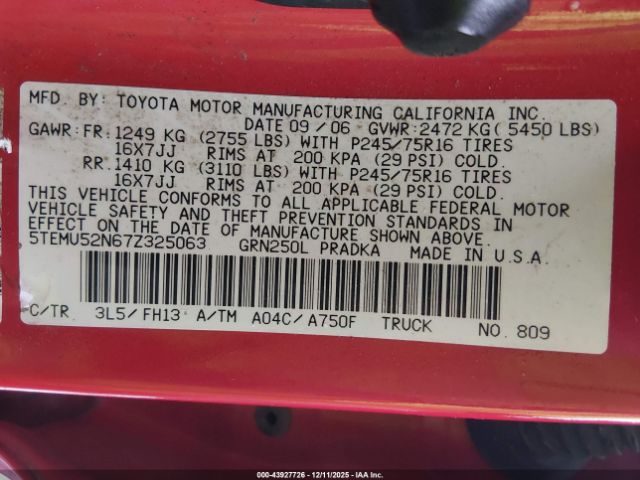 MFD. BY: TOYOTA MOTOR MANUFACTURING CALIFORNIA INC.
DATE 09/06 GVWR: 2472 KG( 5450 LBS)
GAWR: FR: 1249 KG (2755 LBS) WITH P245/75R16 TIRES
16X7JJ RIMS AT 200 KPA (29 PSI) COLD.
RR: 1410 KG (3110 LBS) WITH P245/75R16 TIRES
16X7JJ RIMS AT 200 KPA (29 PSI) COLD.
THIS VEHICLE CONFORMS TO ALL APPLICABLE FEDERAL MOTOR
VEHICLE SAFETY AND THEFT PREVENTION STANDARDS IN
EFFECT ON THE DATE OF MANUFACTURE SHOWN ABOVE.
5TEMU52N67Z325063 GRN250L PRADKA MADE IN U.S.A.
C/TR 3L5/FH13 A/TM A04C/A750F TRUCK NO. 809
000-43927726 - 12/11/2025 - IAA Inc.